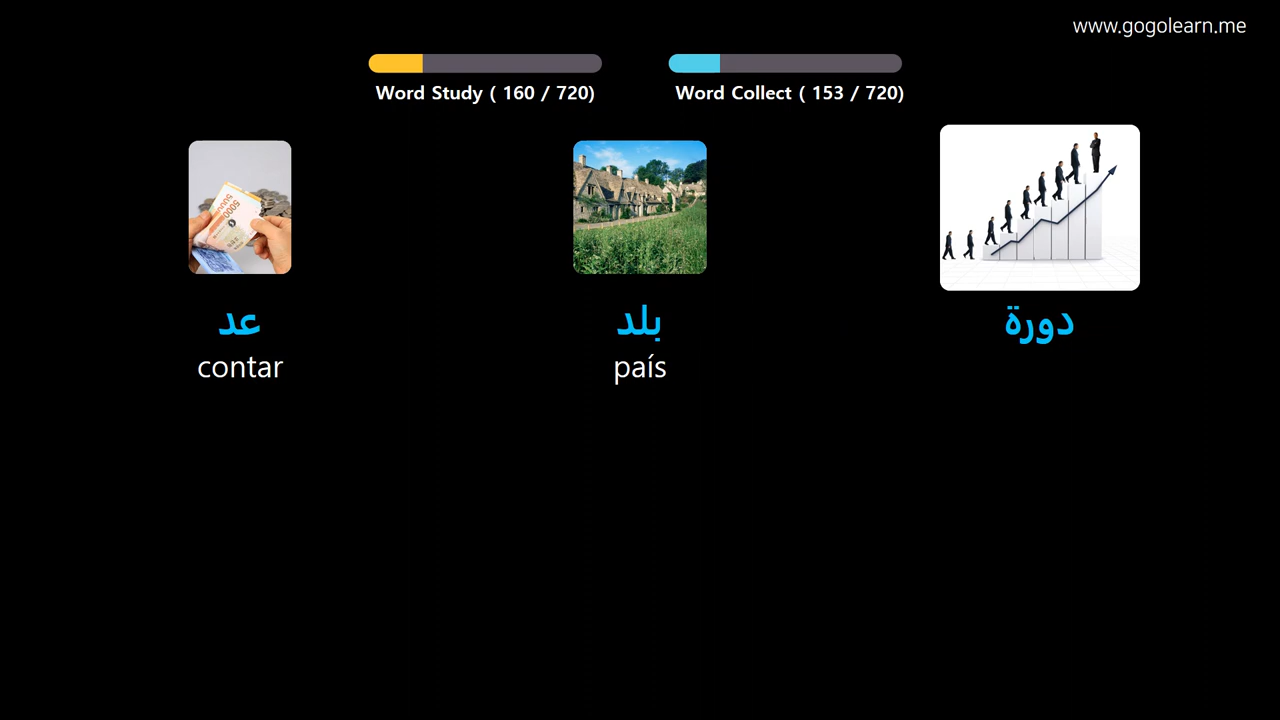 www.gogolearn.me
Word Study ( 160 / 720)
Word Collect ( 153 / 720)
عد
contar
بلد
país
دورة